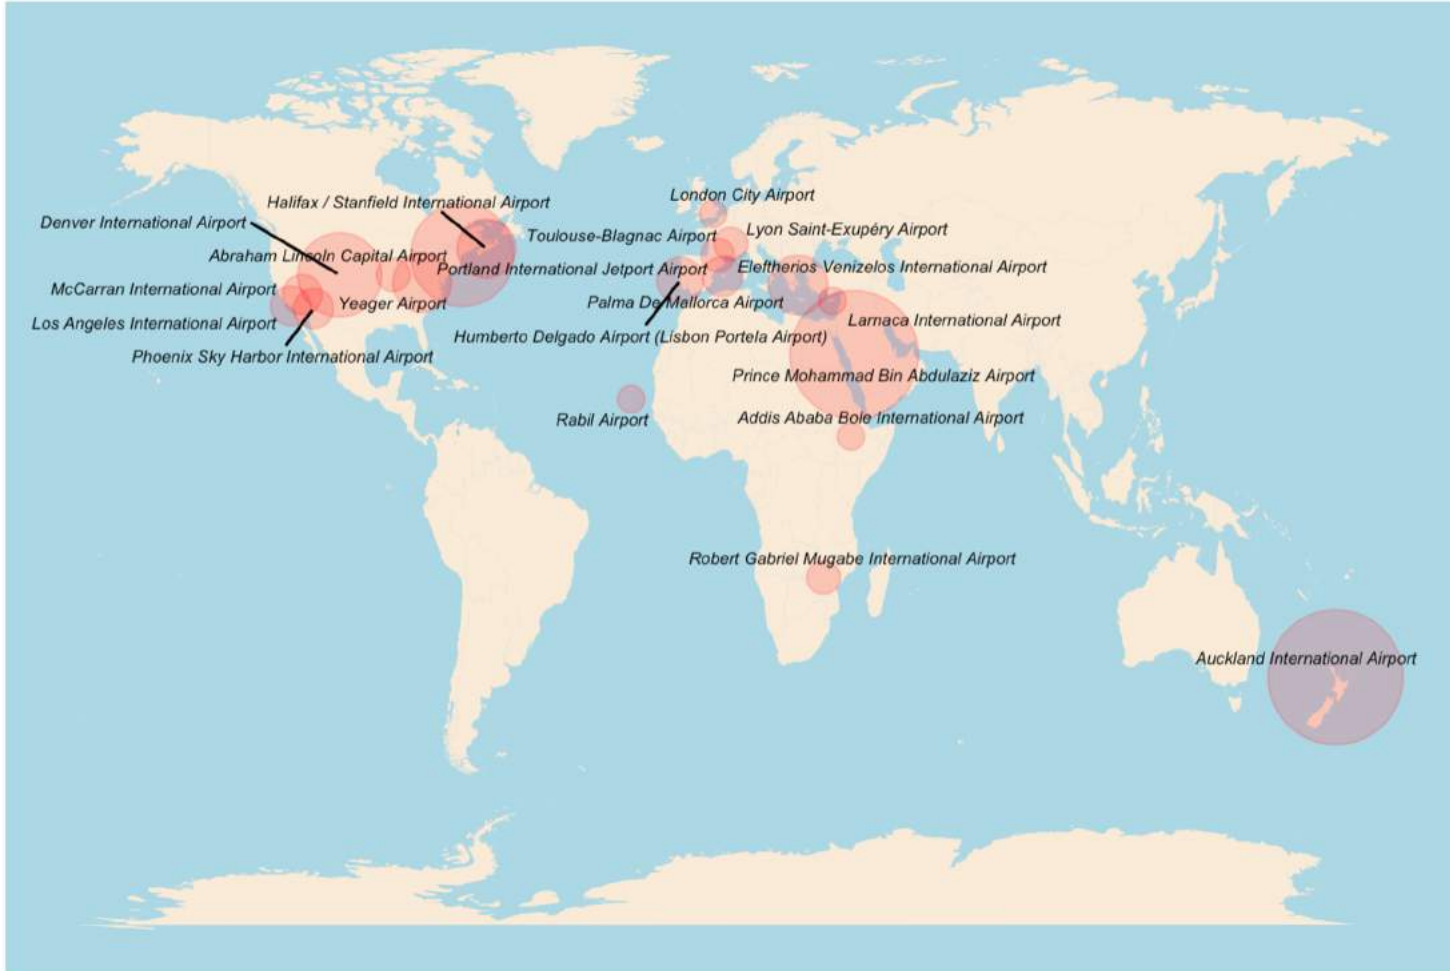 London City Airport
Halifax / Stanfield International Airport
Denver International Airport
Lyon Saint-Exupéry Airport
Toulouse-Blagnac Airport
Abraham Lincoln Capital Airport
Portland International Jetport Airport
Eleftherios Venizelos International Airport
McCarran International Airport
Yeager Airport
Palma De Mallorca Airport
Los Angeles International Airport
Larnaca International Airport
Humberto Delgado Airport (Lisbon Portela Airport)
Phoenix Sky Harbor International Airport
Prince Mohammad Bin Abdulaziz Airport
Rabil Airport
Addis Ababa Bole International Airport
Robert Gabriel Mugabe International Airport
Auckland International Airport